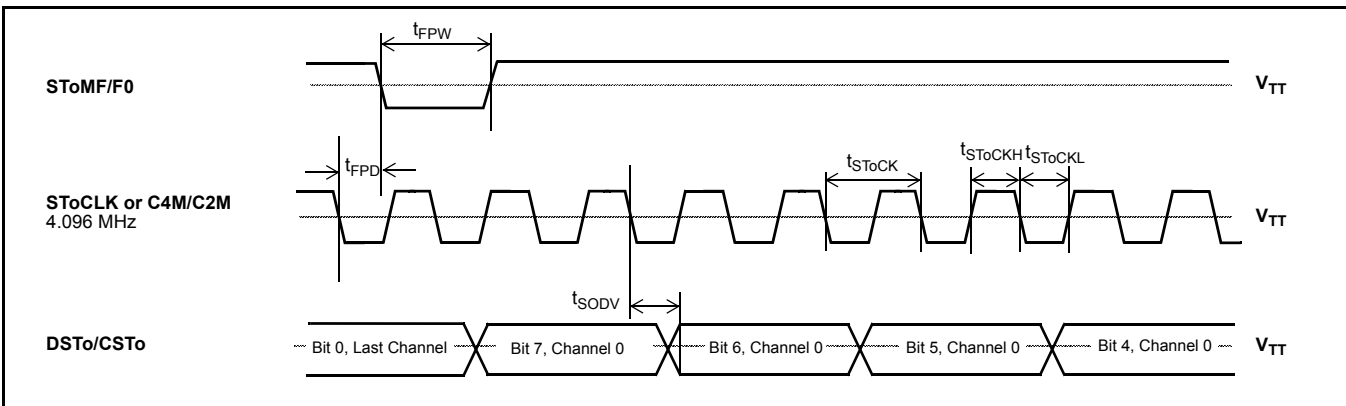 tFPW
SToMF/F0
VTT
tFPD
tSToCK
tSToCKH
tSToCKL
SToCLK or C4M/C2M
4.096 MHz
VTT
tSODV
DSTo/CSTo
Bit 0, Last Channel
Bit 7, Channel 0
Bit 6, Channel 0
Bit 5, Channel 0
Bit 4, Channel 0
VTT